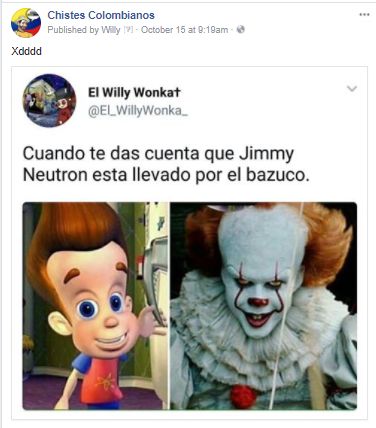 Chistes Colombianos
Published by Willy [?] · October 15 at 9:19am ·
Xdddd
El Willy Wonka✝
@El_WillyWonka_
Cuando te das cuenta que Jimmy
Neutron esta llevado por el bazuco.